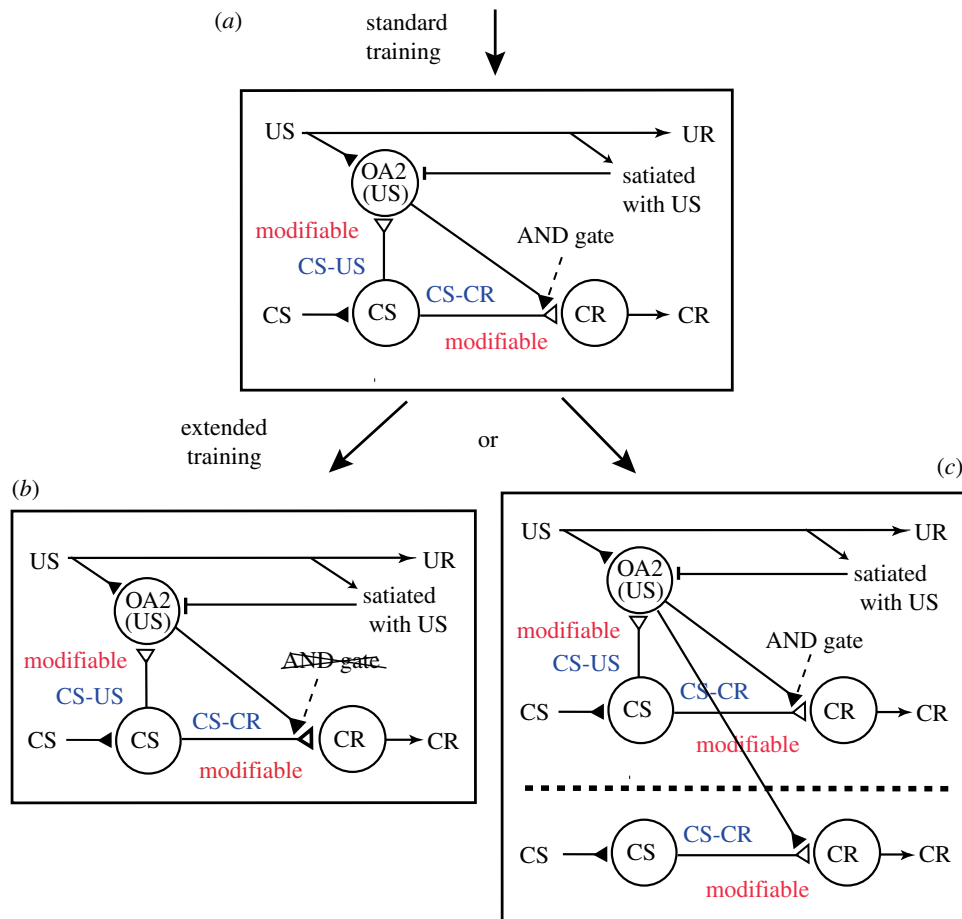 (a)
standard
training
US
UR
OA2
(US)
satiated
with US
modifiable
AND gate
CS-US
CS-CR
CS
CS
CR
CR
modifiable
extended
training
or
(b)
US
UR
OA2
(US)
satiated
with US
modifiable
AND gate
CS-US
CS-CR
CS
CS
CR
CR
modifiable
(c)
US
UR
OA2
(US)
satiated
with US
modifiable
AND gate
CS-US
CS-CR
CS
CS
CR
CR
modifiable
CS-CR
CS
CS
CR
CR
modifiable